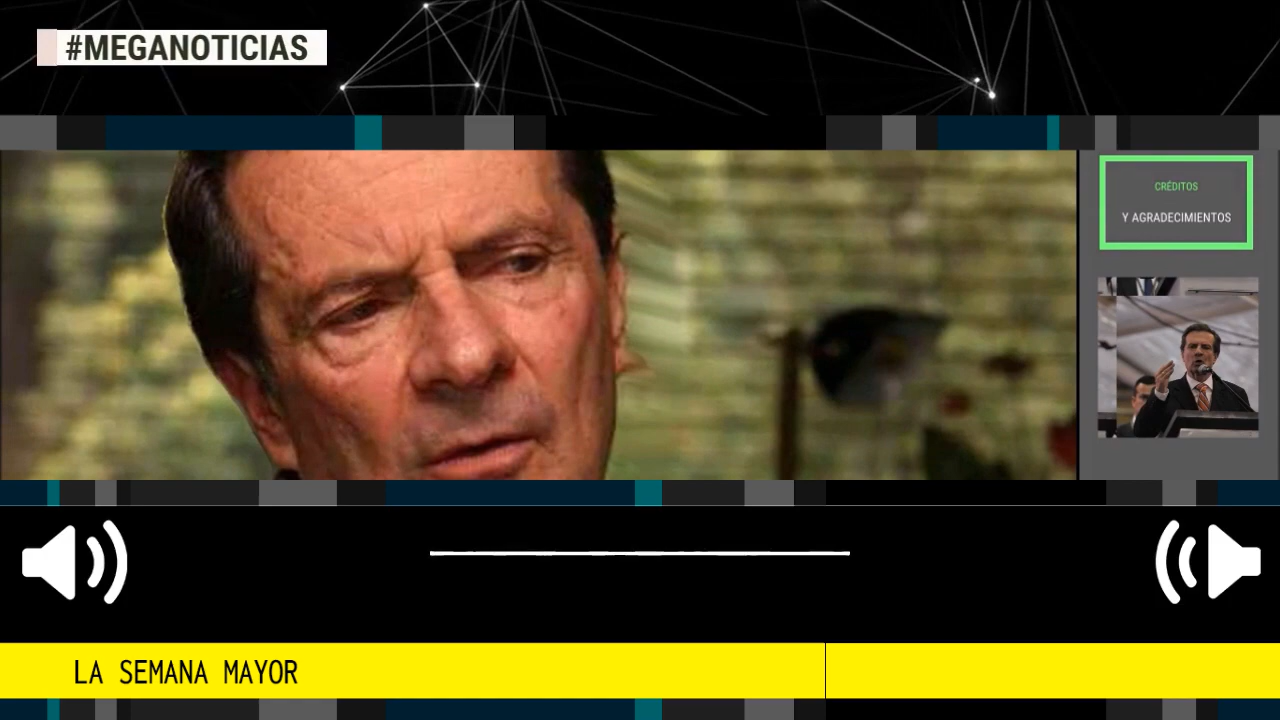 #MEGANOTICIAS
CRÉDITOS
Y AGRADECIMIENTOS
LA SEMANA MAYOR